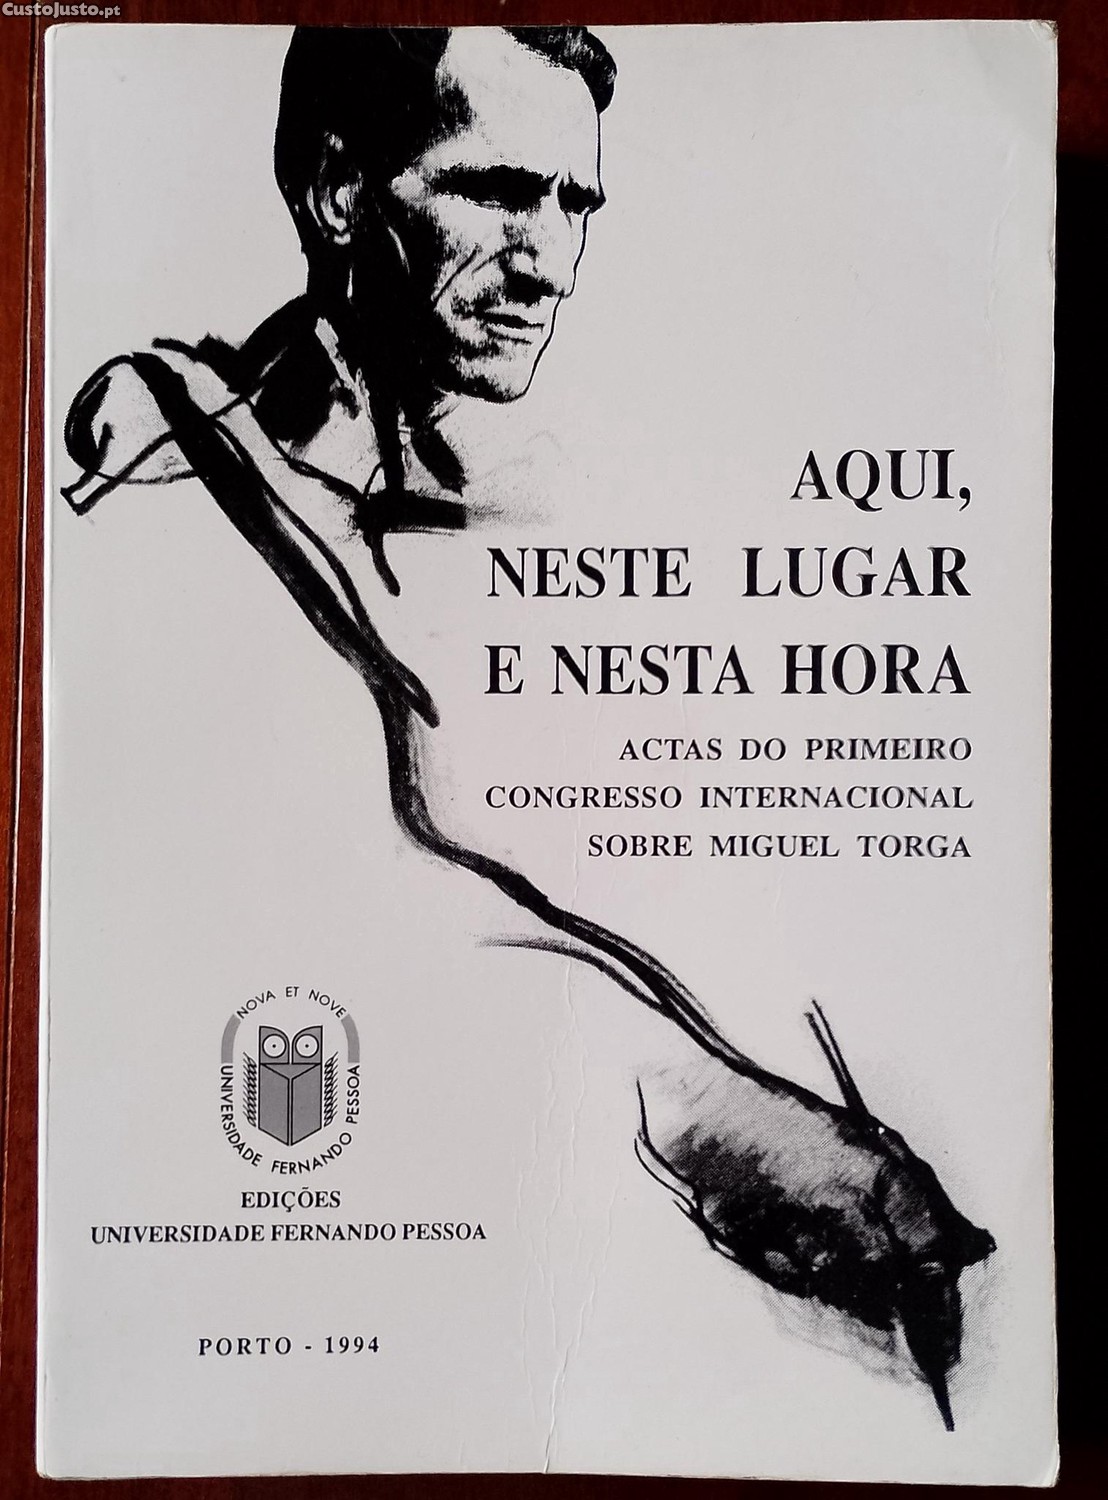 CustoJusto.pt
AQUI,
NESTE LUGAR
E NESTA HORA
ACTAS DO PRIMEIRO
CONGRESSO INTERNACIONAL
SOBRE MIGUEL TORGA
NOVA ET NOVE
UNIVERSIDADE FERNANDO PESSOA
EDIÇÕES
UNIVERSIDADE FERNANDO PESSOA
PORTO - 1994